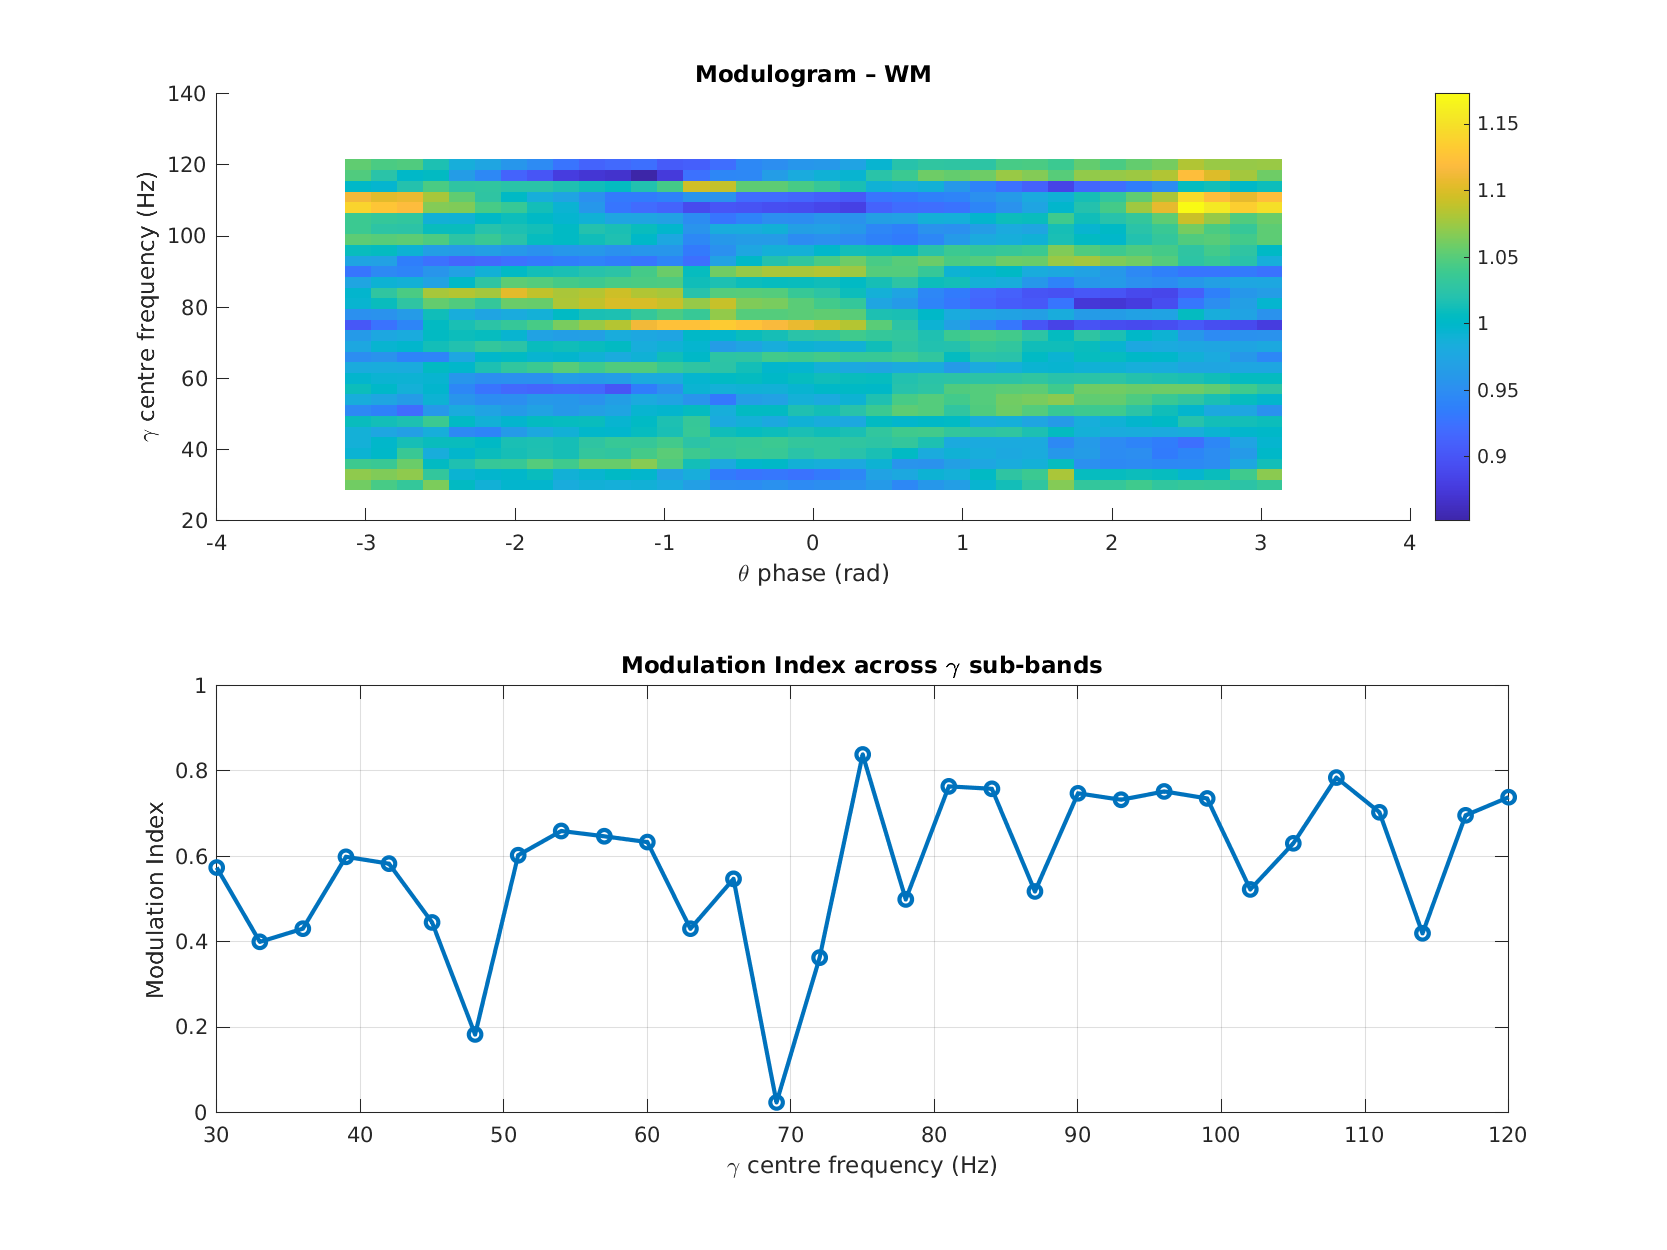 Modulogram – WM
140
120
100
80
60
40
20
γ centre frequency (Hz)
-4 -3 -2 -1 0 1 2 3 4
θ phase (rad)
1.15
1.1
1.05
1
0.95
0.9
Modulation Index across γ sub-bands
1
0.8
0.6
0.4
0.2
0
Modulation Index
30 40 50 60 70 80 90 100 110 120
γ centre frequency (Hz)